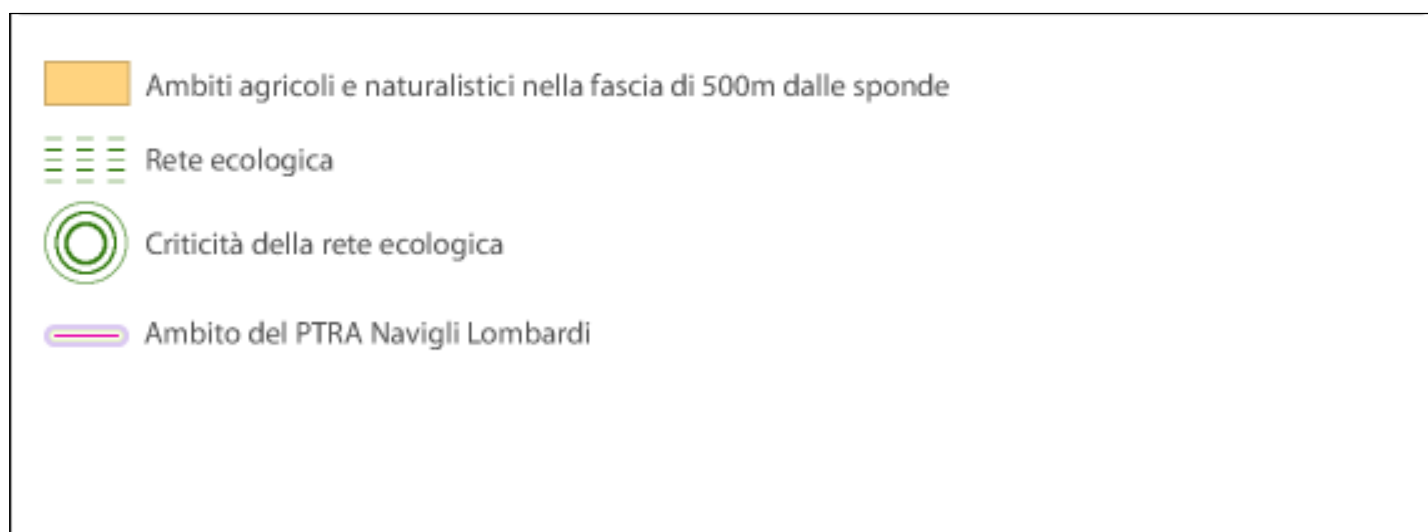 Ambiti agricoli e naturalistici nella fascia di 500m dalle sponde
Rete ecologica
Criticità della rete ecologica
Ambito del PTRA Navigli Lombardi